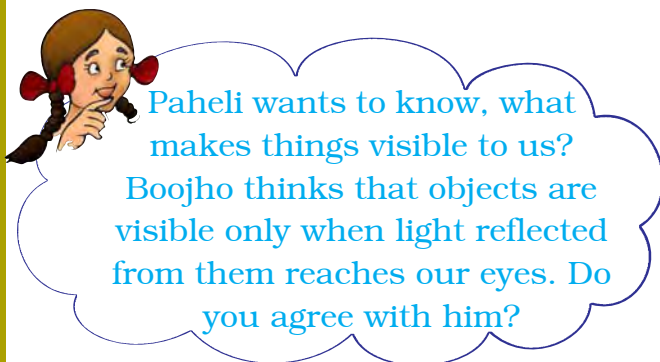 Paheli wants to know, what
makes things visible to us?
Boojho thinks that objects are
visible only when light reflected
from them reaches our eyes. Do
you agree with him?